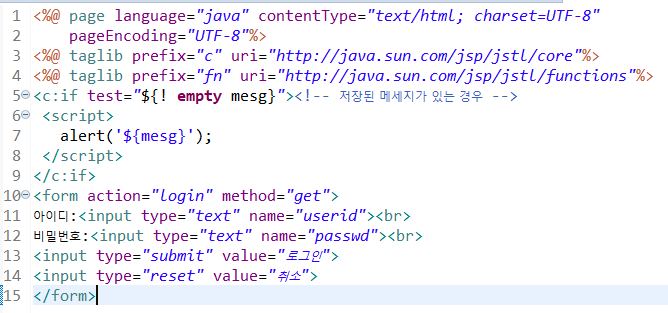 1 <%@ page language="java" contentType="text/html; charset=UTF-8"
2 pageEncoding="UTF-8"%>
3 <%@ taglib prefix="c" uri="http://java.sun.com/jsp/jstl/core"%>
4 <%@ taglib prefix="fn" uri="http://java.sun.com/jsp/jstl/functions"%>
5 <c:if test="${! empty mesg}"><!-- 저장된 메세지가 있는 경우 -->
6 <script>
7 alert('${mesg}');
8 </script>
9 </c:if>
10 <form action="login" method="get">
11 아이디:<input type="text" name="userid"><br>
12 비밀번호:<input type="text" name="passwd"><br>
13 <input type="submit" value="로그인">
14 <input type="reset" value="취소">
15 </form>